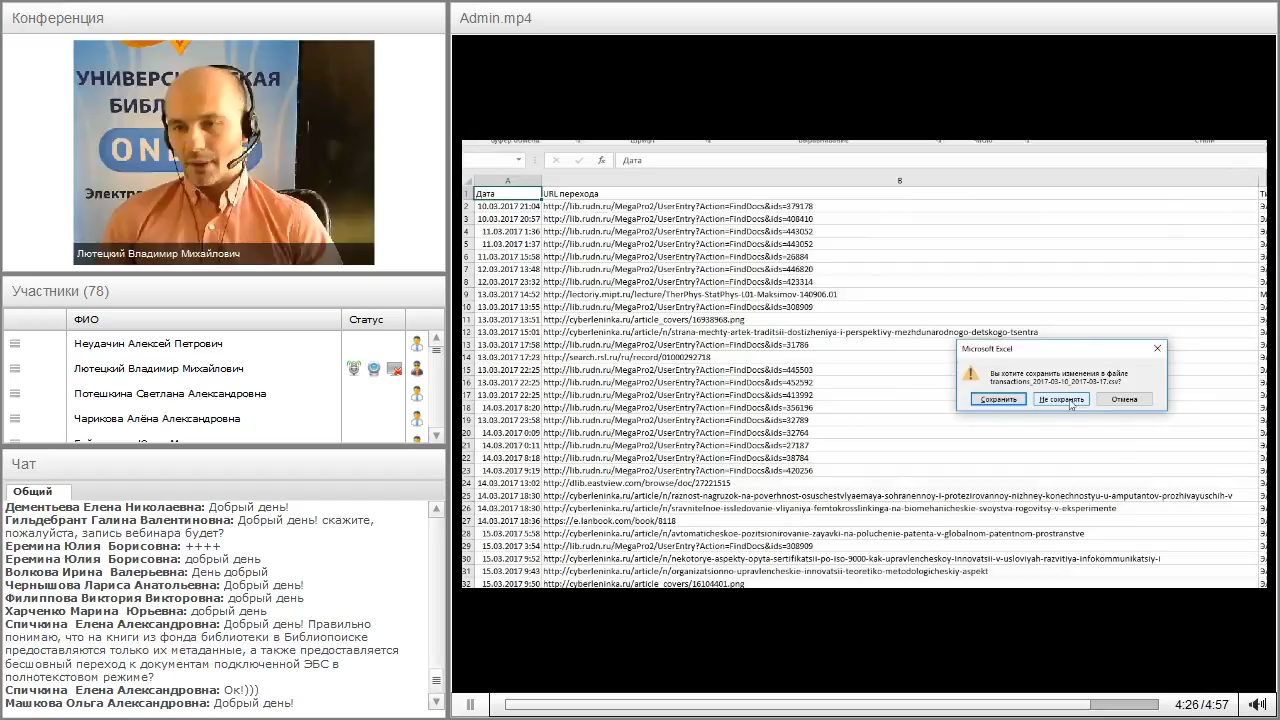 Конференция
УНИВЕРСИТЕТСКАЯ
БИБЛ
ON
Электро
Лютецкий Владимир Михайлович
Участники (78)
ФИО
Статус
Неудачин Алексей Петрович
Лютецкий Владимир Михайлович
Потешкина Светлана Александровна
Чарикова Алёна Александровна
Чат
Общий
Дементьева Елена Николаевна: Добрый день!
Гильдебрант Галина Валентиновна: Добрый день! скажите,
пожалуйста, запись вебинара будет?
Еремина Юлия Борисовна: ++++
Еремина Юлия Борисовна: добрый день
Волкова Ирина Валерьевна: День добрый
Чернышова Лариса Анатольевна: Добрый день!
Филиппова Виктория Викторовна: добрый день
Харченко Марина Юрьевна: добрый день
Спичкина Елена Александровна: Добрый день! Правильно
понимаю, что на книги из фонда библиотеки в Библиопоиске
предоставляются только их метаданные, а также предоставляется
бесшовный переход к документам подключенной ЭБС в
полнотекстовом режиме?
Спичкина Елена Александровна: Ок!)))
Машкова Ольга Александровна: Добрый день!
Admin.mp4
fx Дата
A B
1 Дата URL перехода
2 10.03.2017 21:04 http://lib.rudn.ru/MegaPro2/UserEntry?Action=FindDocs&ids=379178
3 10.03.2017 20:57 http://lib.rudn.ru/MegaPro2/UserEntry?Action=FindDocs&ids=408410
4 11.03.2017 1:36 http://lib.rudn.ru/MegaPro2/UserEntry?Action=FindDocs&ids=443052
5 11.03.2017 1:37 http://lib.rudn.ru/MegaPro2/UserEntry?Action=FindDocs&ids=443052
6 11.03.2017 15:58 http://lib.rudn.ru/MegaPro2/UserEntry?Action=FindDocs&ids=26884
7 12.03.2017 13:48 http://lib.rudn.ru/MegaPro2/UserEntry?Action=FindDocs&ids=446820
8 12.03.2017 23:32 http://lib.rudn.ru/MegaPro2/UserEntry?Action=FindDocs&ids=423314
9 13.03.2017 14:52 http://lectoriy.mipt.ru/lecture/TherPhys-StatPhys-L01-Maksimov-140906.01
10 13.03.2017 13:55 http://lib.rudn.ru/MegaPro2/UserEntry?Action=FindDocs&ids=308909
11 13.03.2017 13:51 http://cyberleninka.ru/article_covers/16938968.png
12 13.03.2017 15:01 http://cyberleninka.ru/article/n/strana-mechty-artek-traditsii-dostizheniya-i-perspektivy-mezhdunarodnogo-detskogo-tsentra
13 13.03.2017 17:58 http://lib.rudn.ru/MegaPro2/UserEntry?Action=FindDocs&ids=31786
14 13.03.2017 17:23 http://search.rsl.ru/ru/record/01000292718
15 13.03.2017 22:25 http://lib.rudn.ru/MegaPro2/UserEntry?Action=FindDocs&ids=445503
16 13.03.2017 22:25 http://lib.rudn.ru/MegaPro2/UserEntry?Action=FindDocs&ids=452592
17 13.03.2017 22:25 http://lib.rudn.ru/MegaPro2/UserEntry?Action=FindDocs&ids=413992
18 14.03.2017 8:20 http://lib.rudn.ru/MegaPro2/UserEntry?Action=FindDocs&ids=356196
19 13.03.2017 23:58 http://lib.rudn.ru/MegaPro2/UserEntry?Action=FindDocs&ids=32789
20 14.03.2017 0:09 http://lib.rudn.ru/MegaPro2/UserEntry?Action=FindDocs&ids=32764
21 14.03.2017 0:11 http://lib.rudn.ru/MegaPro2/UserEntry?Action=FindDocs&ids=27187
22 14.03.2017 8:18 http://lib.rudn.ru/MegaPro2/UserEntry?Action=FindDocs&ids=38784
23 14.03.2017 9:19 http://lib.rudn.ru/MegaPro2/UserEntry?Action=FindDocs&ids=420256
24 14.03.2017 13:02 http://dlib.eastview.com/browse/doc/27221515
25 14.03.2017 18:30 http://cyberleninka.ru/article/n/raznost-nagruzok-na-poverhnost-osuschestvlyaemaya-sohranennoy-i-protezirovannoy-nizhney-konechnostyu-u-amputantov-prozhivayuschih-v
26 14.03.2017 18:30 http://cyberleninka.ru/article/n/sravnitelnoe-issledovanie-vliyaniya-femtokrosslinkinga-na-biomehanicheskie-svoystva-rogovitsy-v-eksperimente
27 14.03.2017 18:36 https://e.lanbook.com/book/8118
28 15.03.2017 5:58 http://cyberleninka.ru/article/n/avtomaticheskoe-pozitsionirovanie-zayavki-na-poluchenie-patenta-v-globalnom-patentnom-prostranstve
29 15.03.2017 3:54 http://lib.rudn.ru/MegaPro2/UserEntry?Action=FindDocs&ids=308909
30 15.03.2017 9:52 http://cyberleninka.ru/article/n/nekotorye-aspekty-opyta-sertifikatsii-po-iso-9000-kak-upravlencheskoy-innovatsii-v-usloviyah-razvitiya-infokommunikatsiy-i
31 15.03.2017 9:43 http://cyberleninka.ru/article/n/organizatsionno-upravlencheskie-innovatsii-teoretiko-metodologicheskiy-aspekt
32 15.03.2017 9:50 http://cyberleninka.ru/article_covers/16104401.png
Microsoft Excel
Вы хотите сохранить изменения в файле
transactions_2017-03-10_2017-03-17.csv?
Сохранить Не сохранять Отмена
4:26/4:57